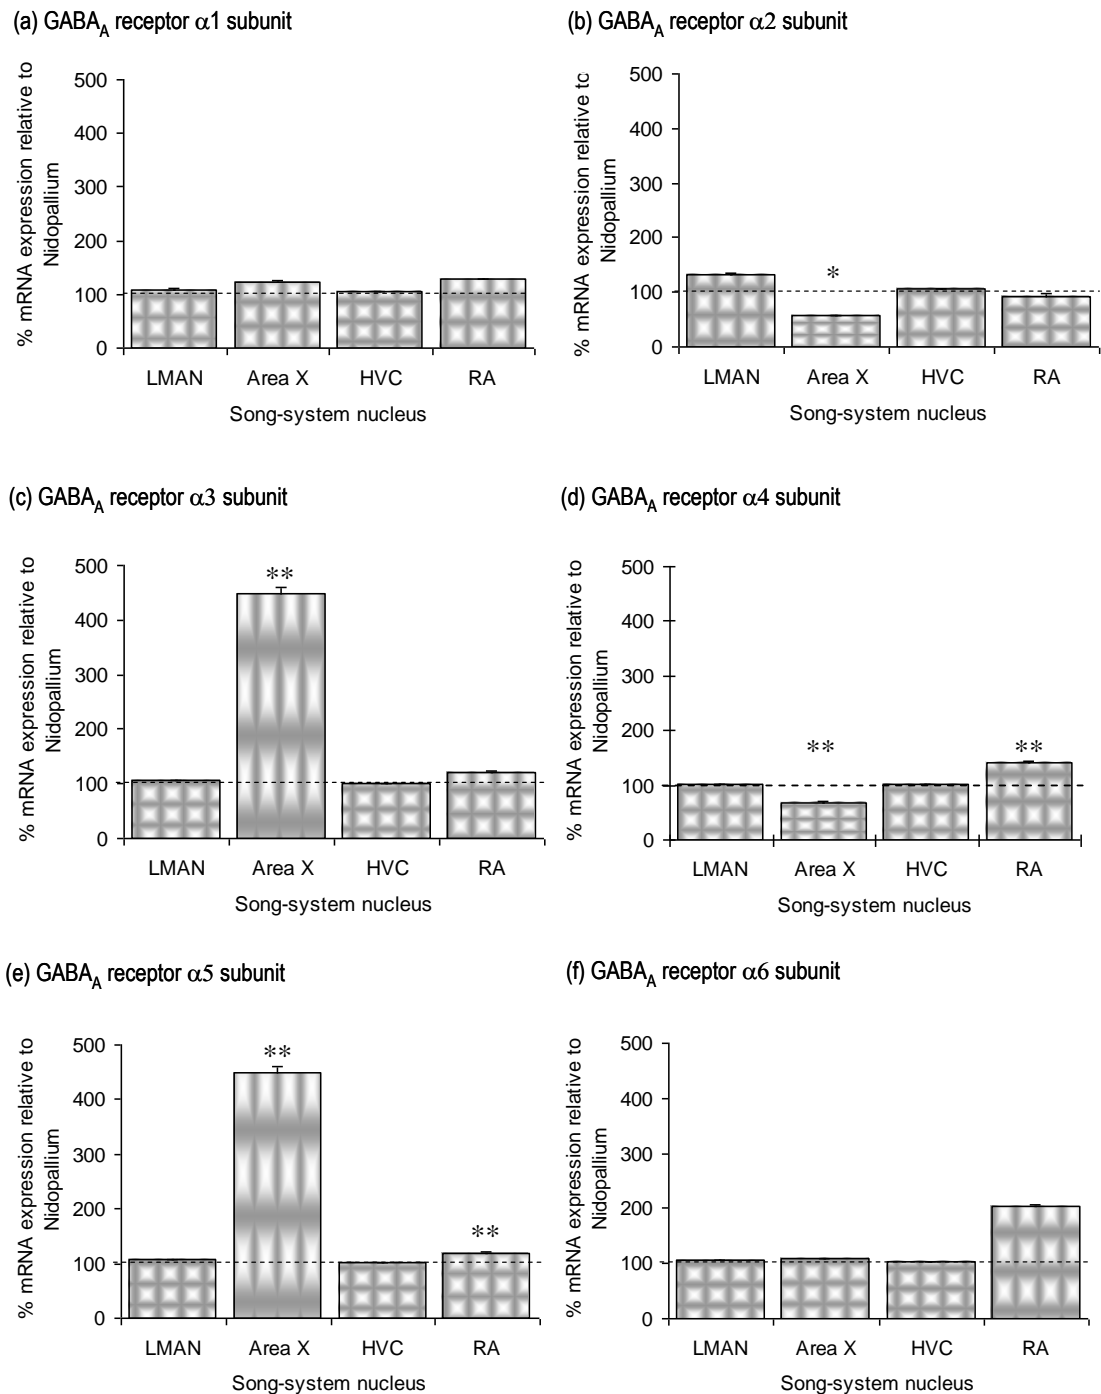 (a) GABAA receptor α1 subunit
% mRNA expression relative to
Nidopallium
500
400
300
200
100
0
LMAN Area X HVC RA
Song-system nucleus
(b) GABAA receptor α2 subunit
% mRNA expression relative to
Nidopallium
500
400
300
200
100
0
*
LMAN Area X HVC RA
Song-system nucleus
(c) GABAA receptor α3 subunit
% mRNA expression relative to
Nidopallium
500
400
300
200
100
0
**
LMAN Area X HVC RA
Song-system nucleus
(d) GABAA receptor α4 subunit
% mRNA expression relative to
Nidopallium
500
400
300
200
100
0
** **
LMAN Area X HVC RA
Song-system nucleus
(e) GABAA receptor α5 subunit
% mRNA expression relative to
Nidopallium
500
400
300
200
100
0
**
**
LMAN Area X HVC RA
Song-system nucleus
(f) GABAA receptor α6 subunit
% mRNA expression relative to
Nidopallium
500
400
300
200
100
0
LMAN Area X HVC RA
Song-system nucleus